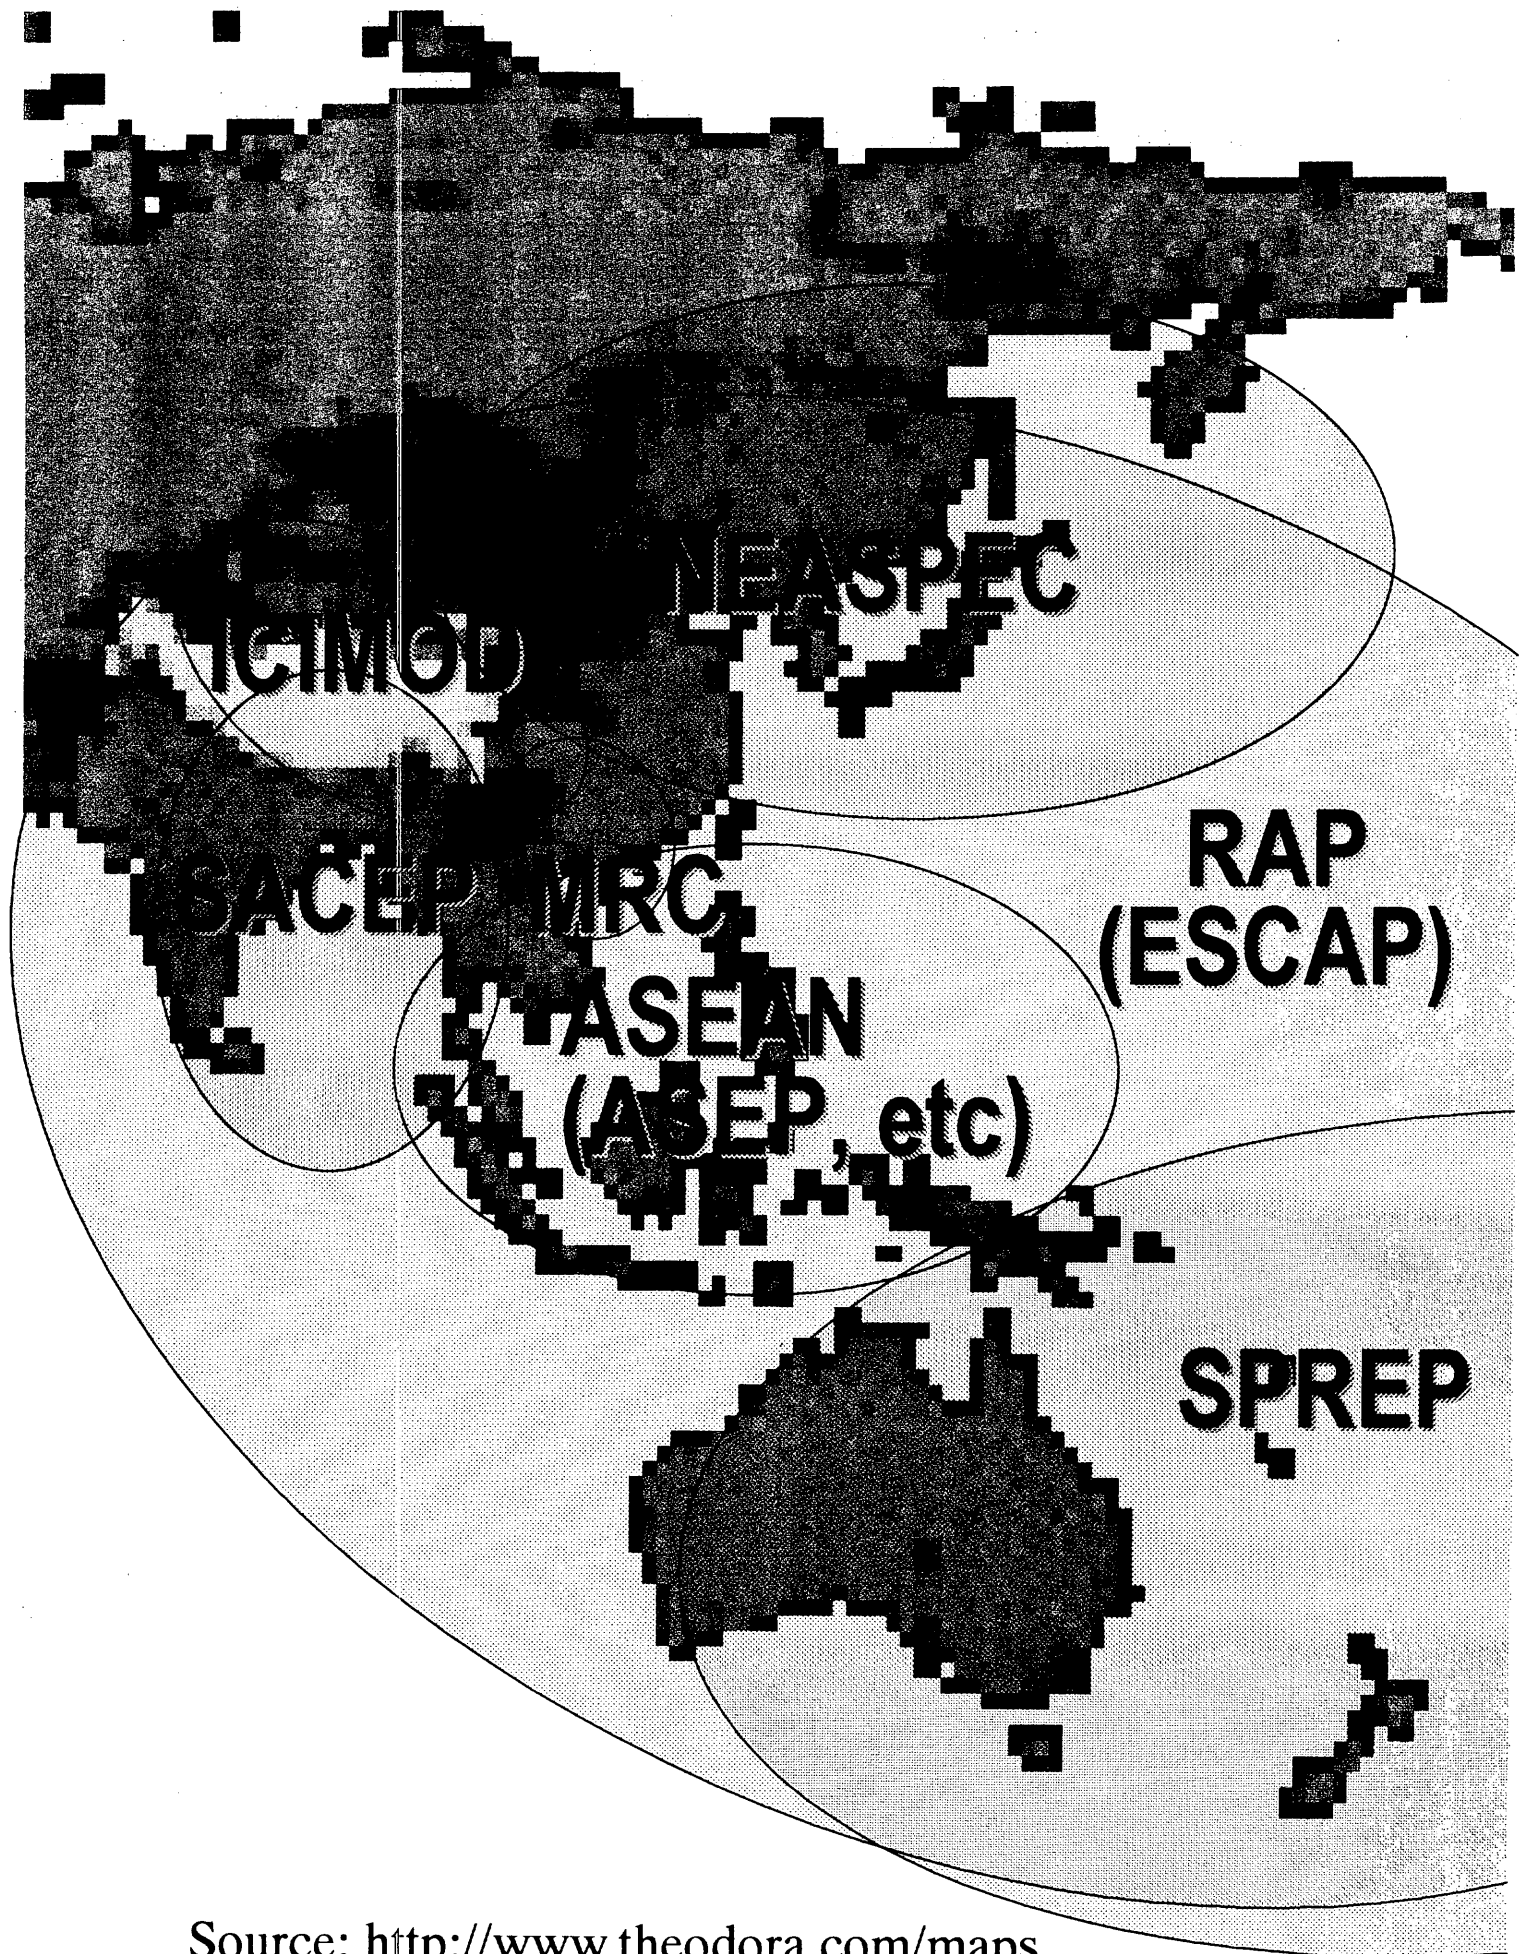 NEASPEC
ICIMOD
RAP
(ESCAP)
SACEP MRC
ASEAN
(ASEP, etc)
SPREP
Source: http://www.theodora.com/maps